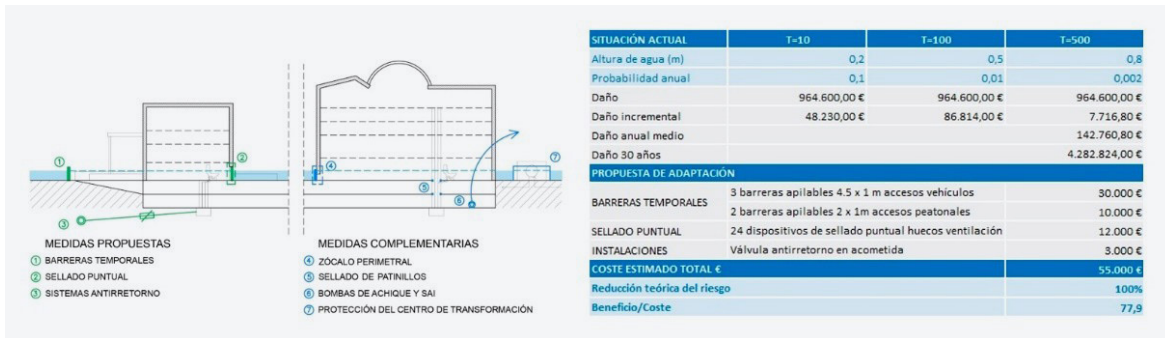 ①
②
③
④
⑤
⑥
⑦
MEDIDAS PROPUESTAS
① BARRERAS TEMPORALES
② SELLADO PUNTUAL
③ SISTEMAS ANTIRRETORNO
MEDIDAS COMPLEMENTARIAS
④ ZÓCALO PERIMETRAL
⑤ SELLADO DE PATINILLOS
⑥ BOMBAS DE ACHIQUE Y SAI
⑦ PROTECCIÓN DEL CENTRO DE TRANSFORMACIÓN
SITUACIÓN ACTUAL T=10 T=100 T=500
Altura de agua (m) 0,2 0,5 0,8
Probabilidad anual 0,1 0,01 0,002
Daño 964.600,00 € 964.600,00 € 964.600,00 €
Daño incremental 48.230,00 € 86.814,00 € 7.716,80 €
Daño anual medio 142.760,80 €
Daño 30 años 4.282.824,00 €
PROPUESTA DE ADAPTACIÓN
BARRERAS TEMPORALES 3 barreras apilables 4.5 x 1 m accesos vehículos 30.000 €
2 barreras apilables 2 x 1m accesos peatonales 10.000 €
SELLADO PUNTUAL 24 dispositivos de sellado puntual huecos ventilación 12.000 €
INSTALACIONES Válvula antirretorno en acometida 3.000 €
COSTE ESTIMADO TOTAL € 55.000 €
Reducción teórica del riesgo 100%
Beneficio/Coste 77,9